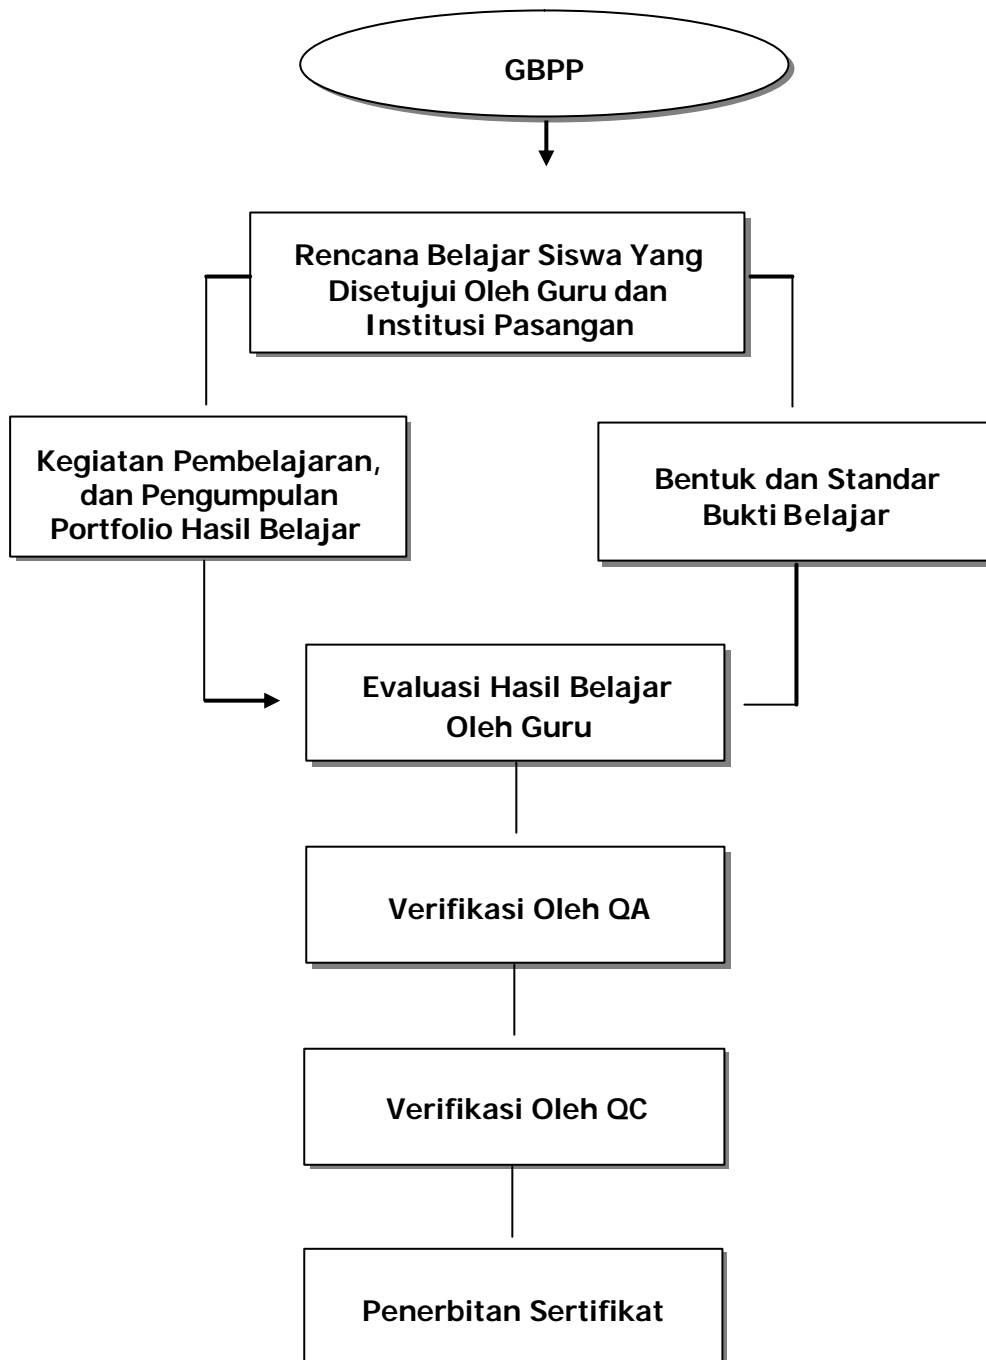 GBPP
Rencana Belajar Siswa Yang
Disetujui Oleh Guru dan
Institusi Pasangan
Kegiatan Pembelajaran,
dan Pengumpulan
Portfolio Hasil Belajar
Bentuk dan Standar
Bukti Belajar
Evaluasi Hasil Belajar
Oleh Guru
Verifikasi Oleh QA
Verifikasi Oleh QC
Penerbitan Sertifikat